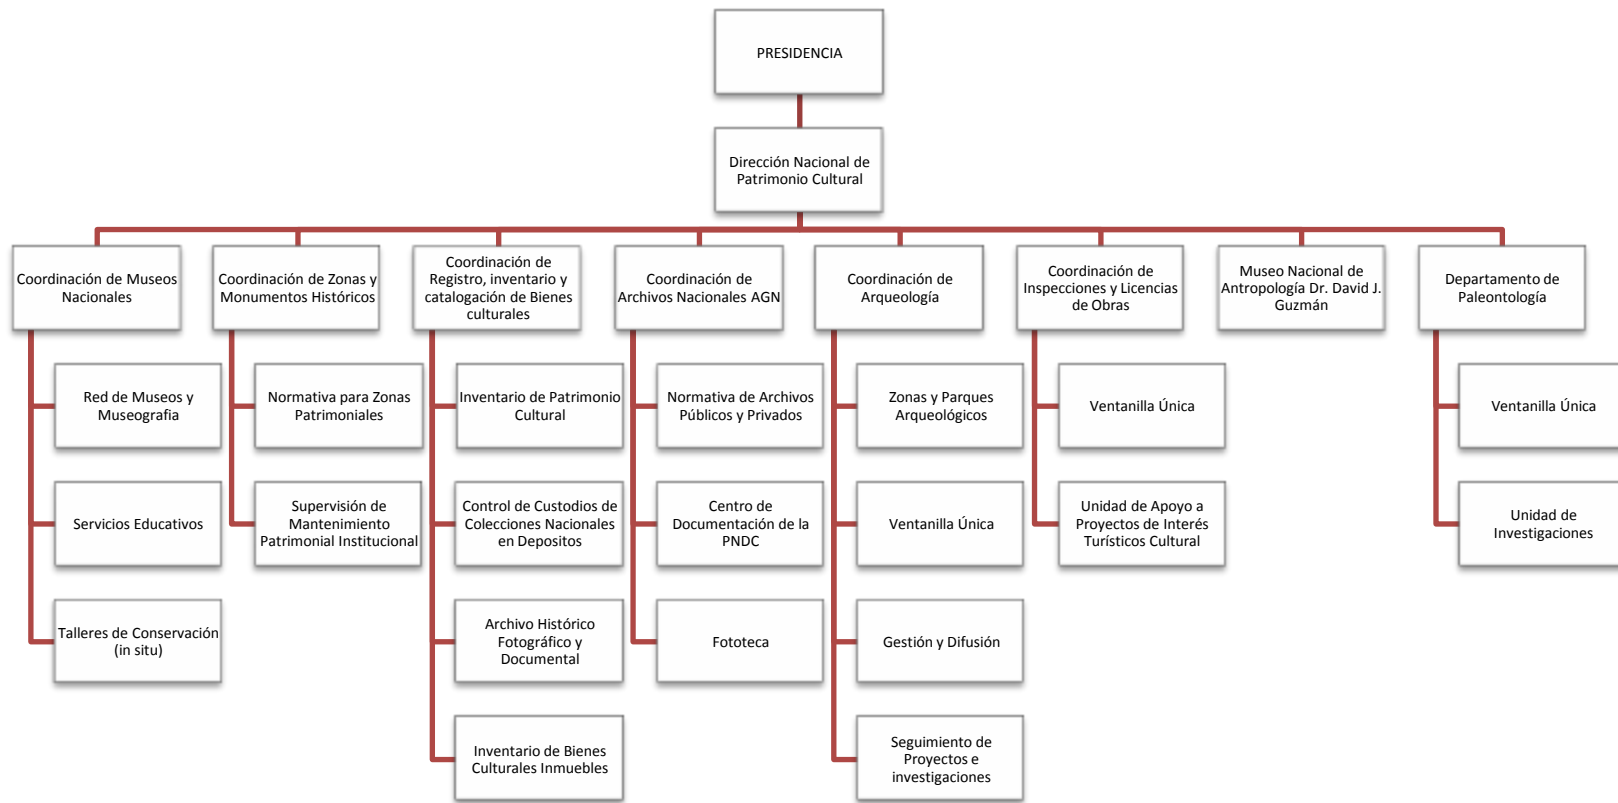 PRESIDENCIA
Dirección Nacional de
Patrimonio Cultural
Coordinación de Museos
Nacionales
Coordinación de Zonas y
Monumentos Históricos
Coordinación de
Registro, inventario y
catalogación de Bienes
culturales
Coordinación de
Archivos Nacionales AGN
Coordinación de
Arqueología
Coordinación de
Inspecciones y Licencias
de Obras
Museo Nacional de
Antropología Dr. David J.
Guzmán
Departamento de
Paleontología
Red de Museos y
Museografia
Servicios Educativos
Talleres de Conservación
(in situ)
Normativa para Zonas
Patrimoniales
Supervisión de
Mantenimiento
Patrimonial Institucional
Inventario de Patrimonio
Cultural
Control de Custodios de
Colecciones Nacionales
en Depositos
Archivo Histórico
Fotográfico y
Documental
Inventario de Bienes
Culturales Inmuebles
Normativa de Archivos
Públicos y Privados
Centro de
Documentación de la
PNDC
Fototeca
Zonas y Parques
Arqueológicos
Ventanilla Única
Gestión y Difusión
Seguimiento de
Proyectos e
investigaciones
Ventanilla Única
Unidad de Apoyo a
Proyectos de Interés
Turísticos Cultural
Ventanilla Única
Unidad de
Investigaciones